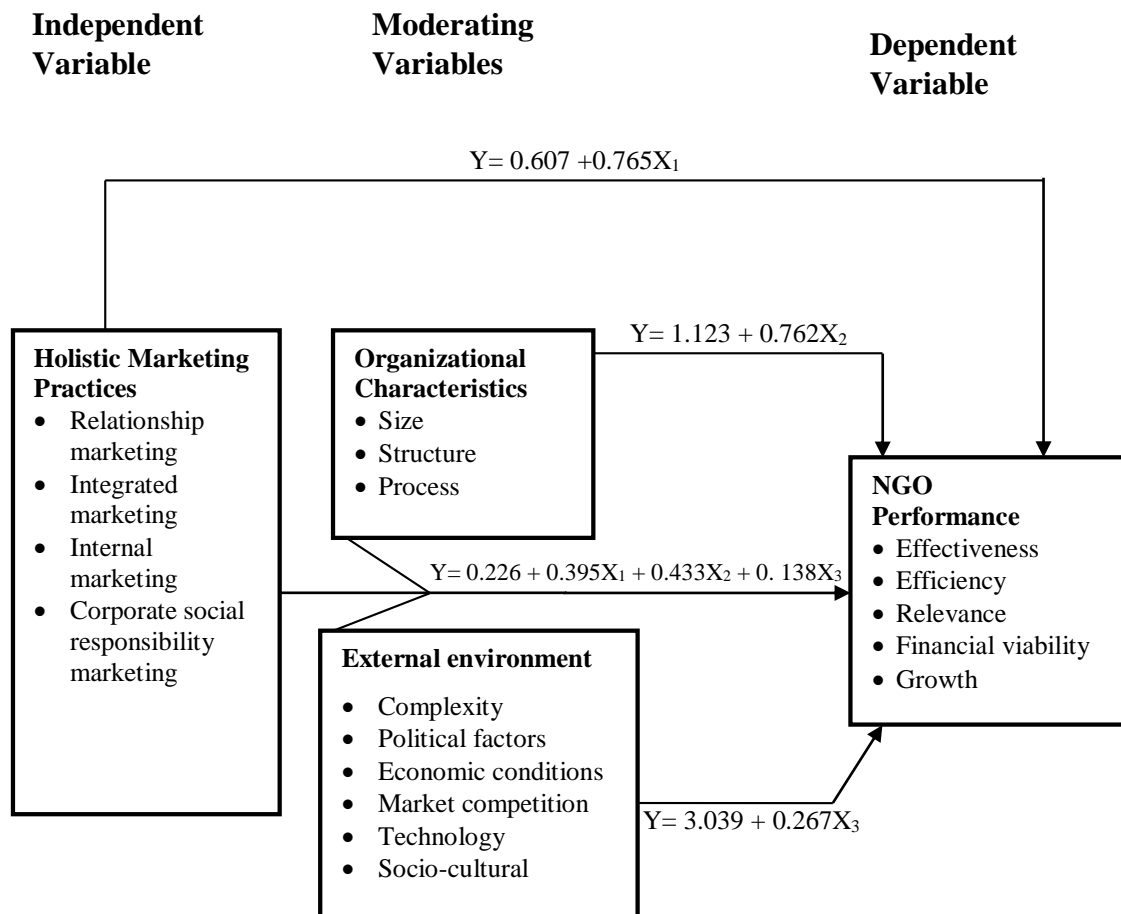 Independent
Variable
Moderating
Variables
Dependent
Variable
Y= 0.607 +0.765X₁
Holistic Marketing
Practices
• Relationship
marketing
• Integrated
marketing
• Internal
marketing
• Corporate social
responsibility
marketing
Organizational
Characteristics
• Size
• Structure
• Process
Y= 1.123 + 0.762X₂
Y= 0.226 + 0.395X₁ + 0.433X₂ + 0. 138X₃
External environment
• Complexity
• Political factors
• Economic conditions
• Market competition
• Technology
• Socio-cultural
Y= 3.039 + 0.267X₃
NGO
Performance
• Effectiveness
• Efficiency
• Relevance
• Financial viability
• Growth